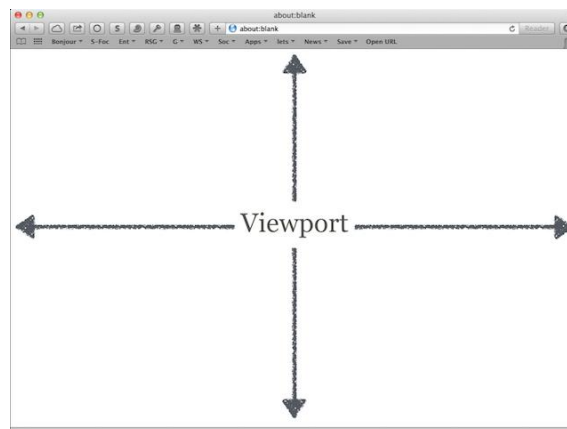 about:blank
S + about:blank Reader
Bonjour S-Foc Ent RSG G WS Soc Apps lets News Save Open URL
Viewport